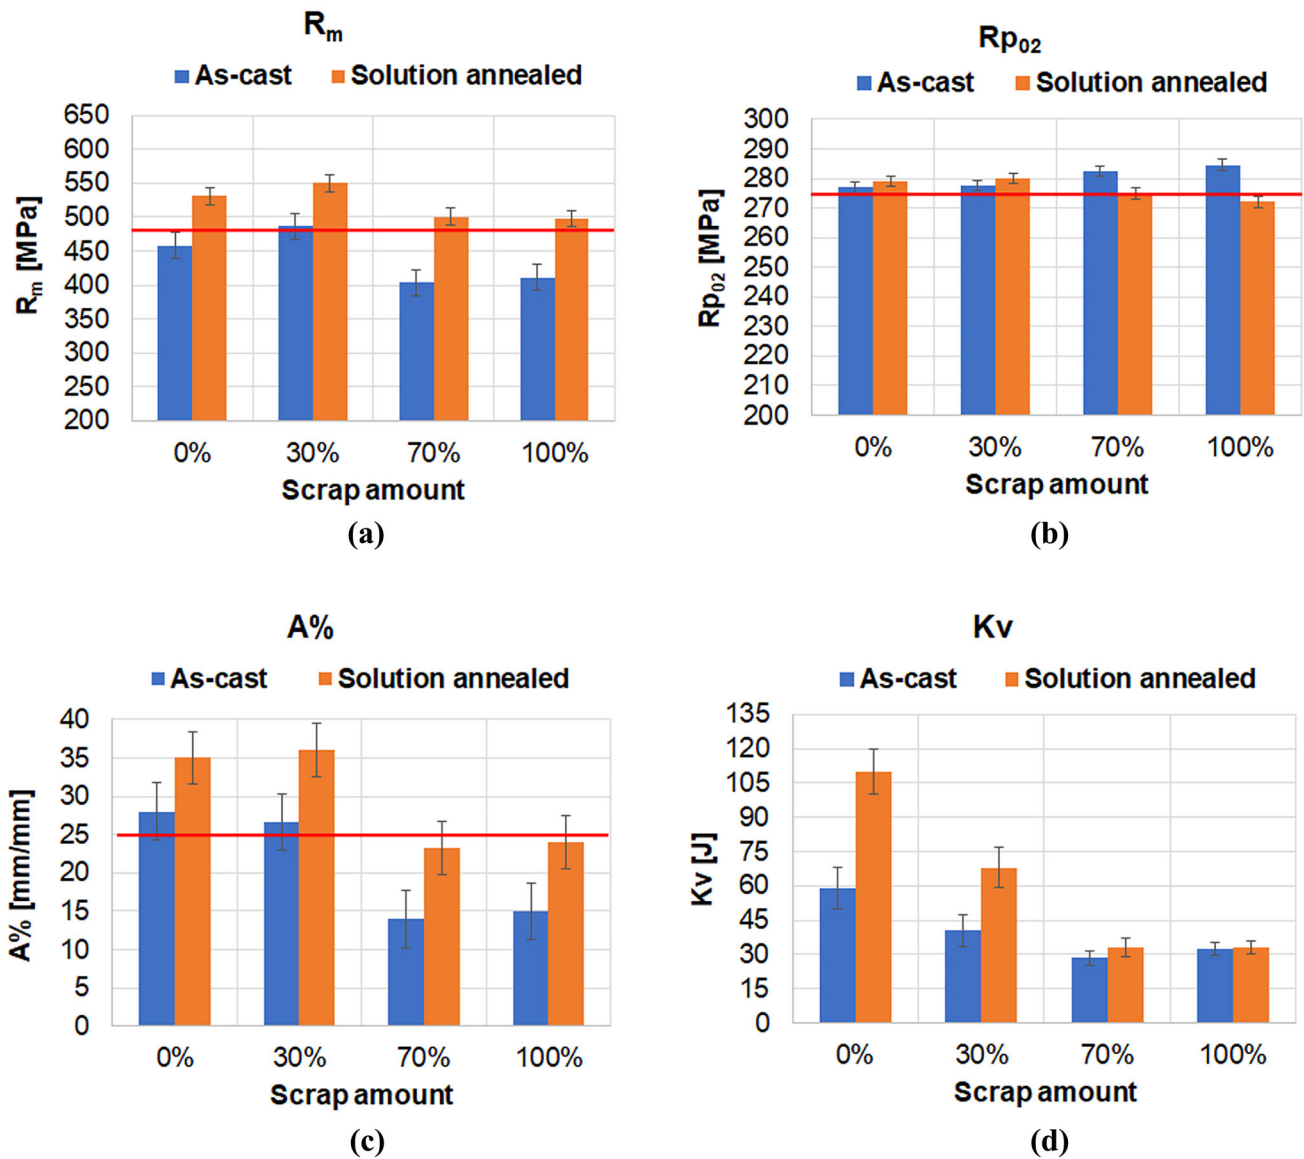 Rₘ
As-cast Solution annealed
650
600
550
500
450
400
350
300
250
200
Rₘ [MPa]
0% 30% 70% 100%
Scrap amount
(a)
Rp₀₂
As-cast Solution annealed
300
290
280
270
260
250
240
230
220
210
200
Rp₀₂ [MPa]
0% 30% 70% 100%
Scrap amount
(b)
A%
As-cast Solution annealed
40
35
30
25
20
15
10
5
0
A% [mm/mm]
0% 30% 70% 100%
Scrap amount
(c)
Kv
As-cast Solution annealed
135
120
105
90
75
60
45
30
15
0
Kv [J]
0% 30% 70% 100%
Scrap amount
(d)